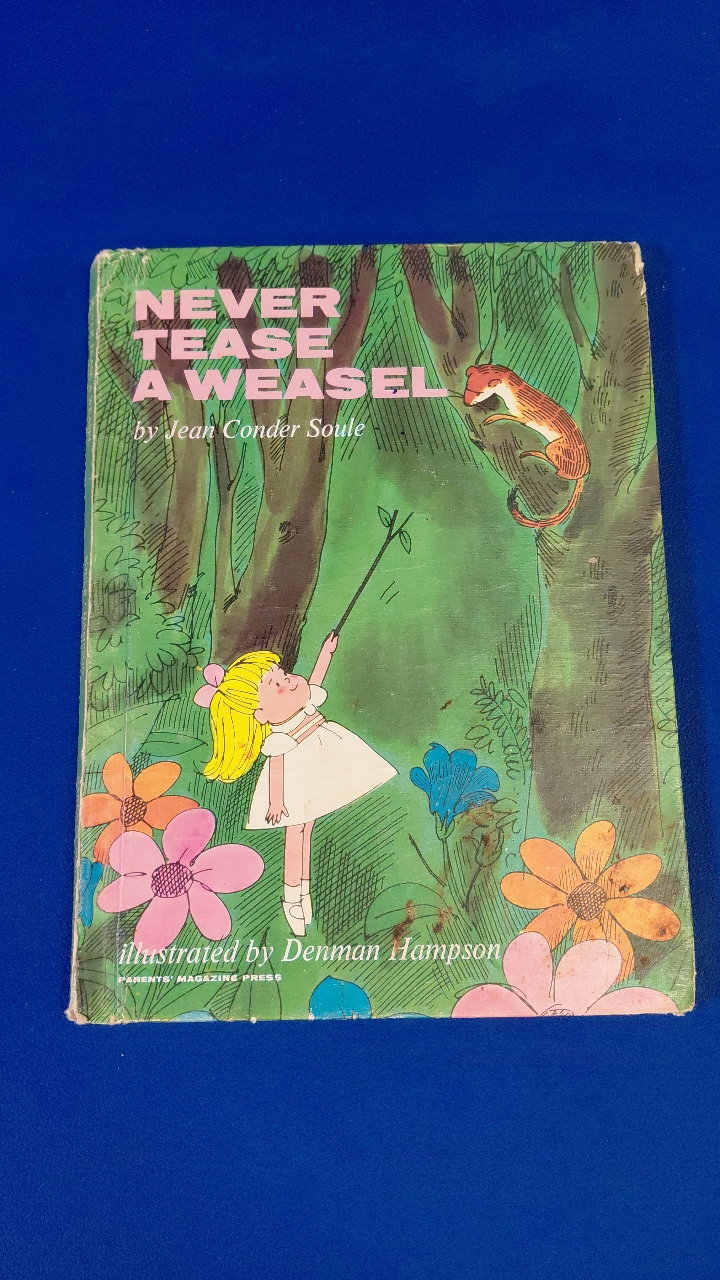 NEVER
TEASE
A WEASEL
by Jean Conder Soule
illustrated by Denman Hampson
PARENTS' MAGAZINE PRESS